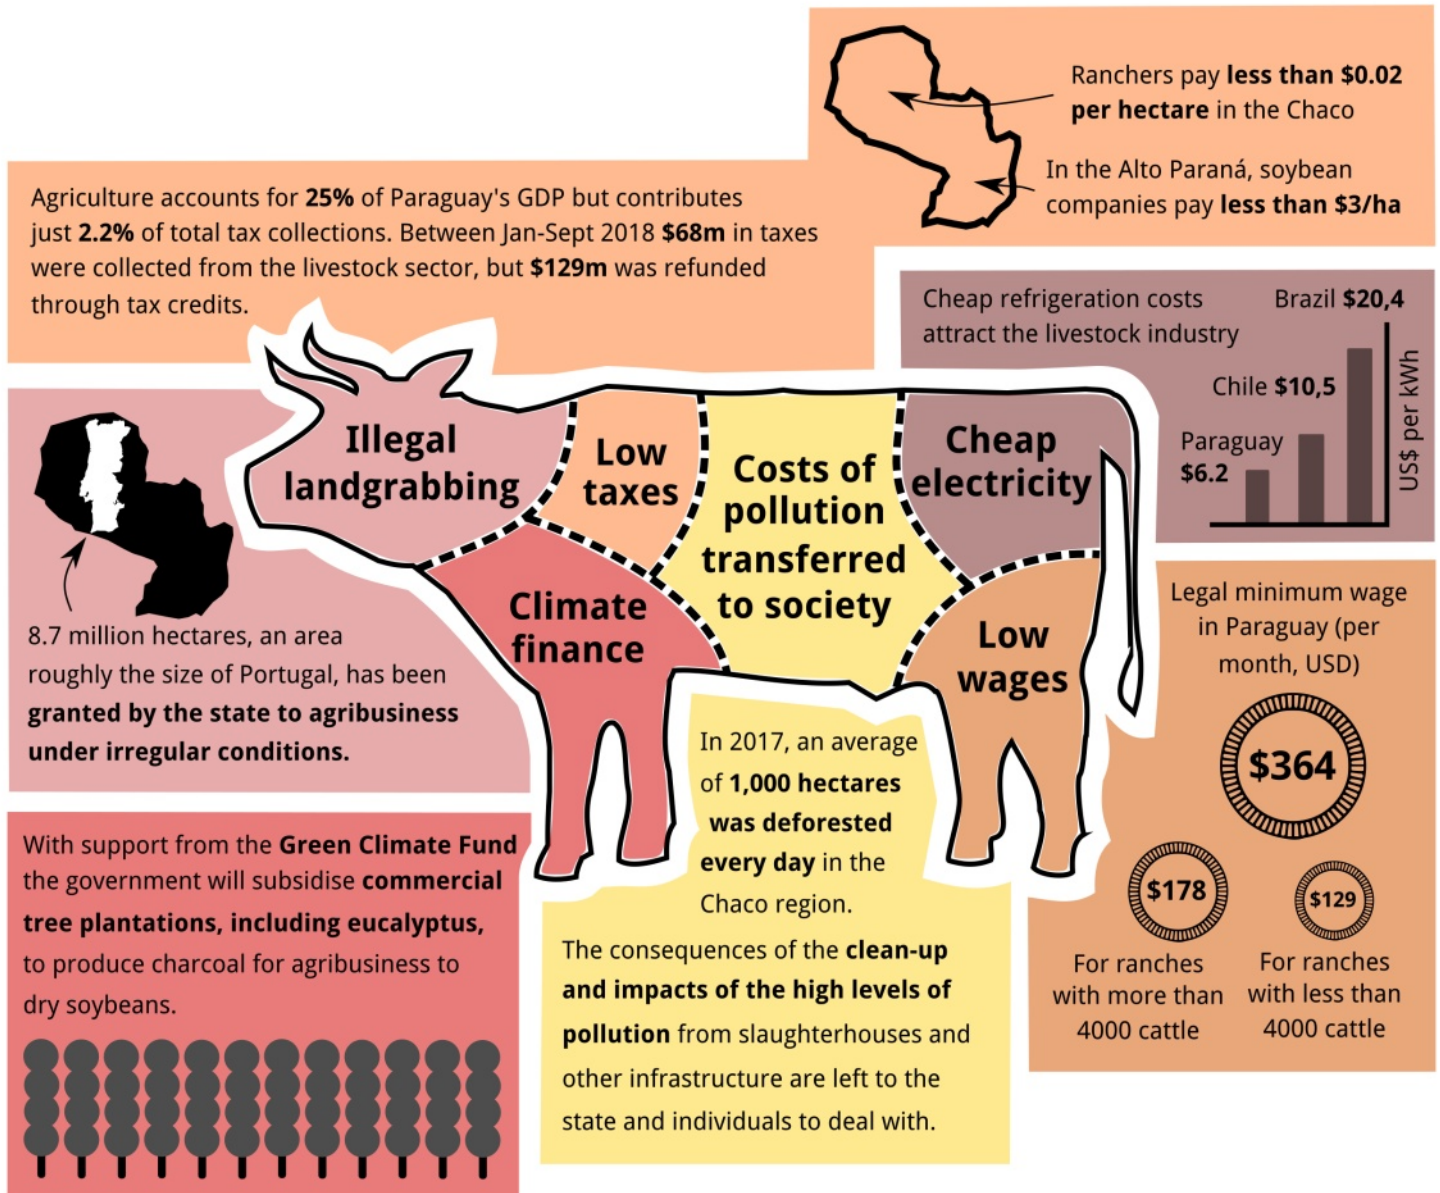 Ranchers pay less than $0.02
per hectare in the Chaco
In the Alto Paraná, soybean
companies pay less than $3/ha
Agriculture accounts for 25% of Paraguay's GDP but contributes
just 2.2% of total tax collections. Between Jan-Sept 2018 $68m in taxes
were collected from the livestock sector, but $129m was refunded
through tax credits.
Cheap refrigeration costs
attract the livestock industry
Brazil $20,4
Chile $10,5
Paraguay
$6.2
US$ per kWh
Illegal
landgrabbing
Low
taxes
Costs of
pollution
transferred
to society
Cheap
electricity
Climate
finance
Low
wages
8.7 million hectares, an area
roughly the size of Portugal, has been
granted by the state to agribusiness
under irregular conditions.
Legal minimum wage
in Paraguay (per
month, USD)
$364
$178
$129
For ranches
with more than
4000 cattle
For ranches
with less than
4000 cattle
In 2017, an average
of 1,000 hectares
was deforested
every day in the
Chaco region.
The consequences of the clean-up
and impacts of the high levels of
pollution from slaughterhouses and
other infrastructure are left to the
state and individuals to deal with.
With support from the Green Climate Fund
the government will subsidise commercial
tree plantations, including eucalyptus,
to produce charcoal for agribusiness to
dry soybeans.